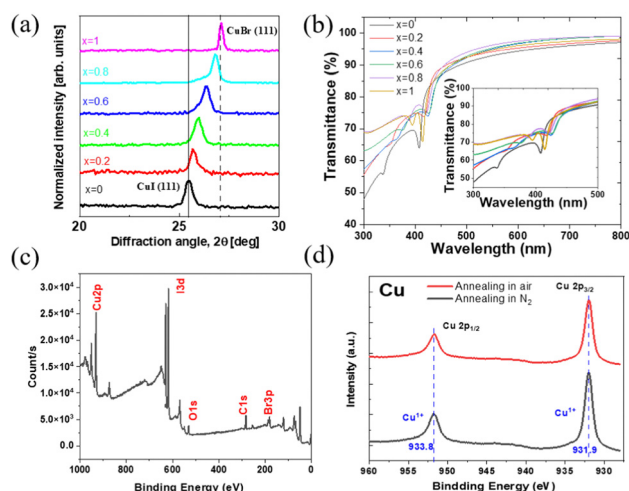 (a)
Normalized intensity [arb. units]
CuBr (111)
x=1
x=0.8
x=0.6
x=0.4
x=0.2
x=0
CuI (111)
20 25 30
Diffraction angle, 2θ [deg]
(b)
Transmittance (%)
100
90
80
70
60
50
40
x=0
x=0.2
x=0.4
x=0.6
x=0.8
x=1
300 400 500 600 700 800
Wavelength (nm)
Transmittance (%)
100
90
80
70
60
50
300 400 500
Wavelength (nm)
(c)
Count/s
3.0×10⁴
2.5×10⁴
2.0×10⁴
1.5×10⁴
1.0×10⁴
5.0×10³
0.0
Cu2p
I3d
O1s
C1s
Br3p
1000 800 600 400 200 0
Binding Energy (eV)
(d)
Intensity (a.u.)
Cu
Annealing in air
Annealing in N₂
Cu 2p₃/₂
Cu 2p₁/₂
Cu¹⁺
933.8
Cu¹⁺
931.9
960 955 950 945 940 935 930
Bindding Energy (eV)